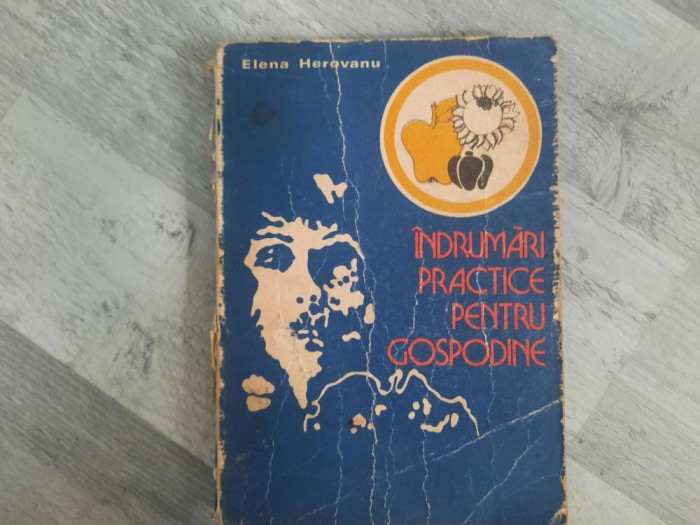 Elena Herovanu
ÎNDRUMĂRI
PRACTICE
PENTRU
GOSPODINE